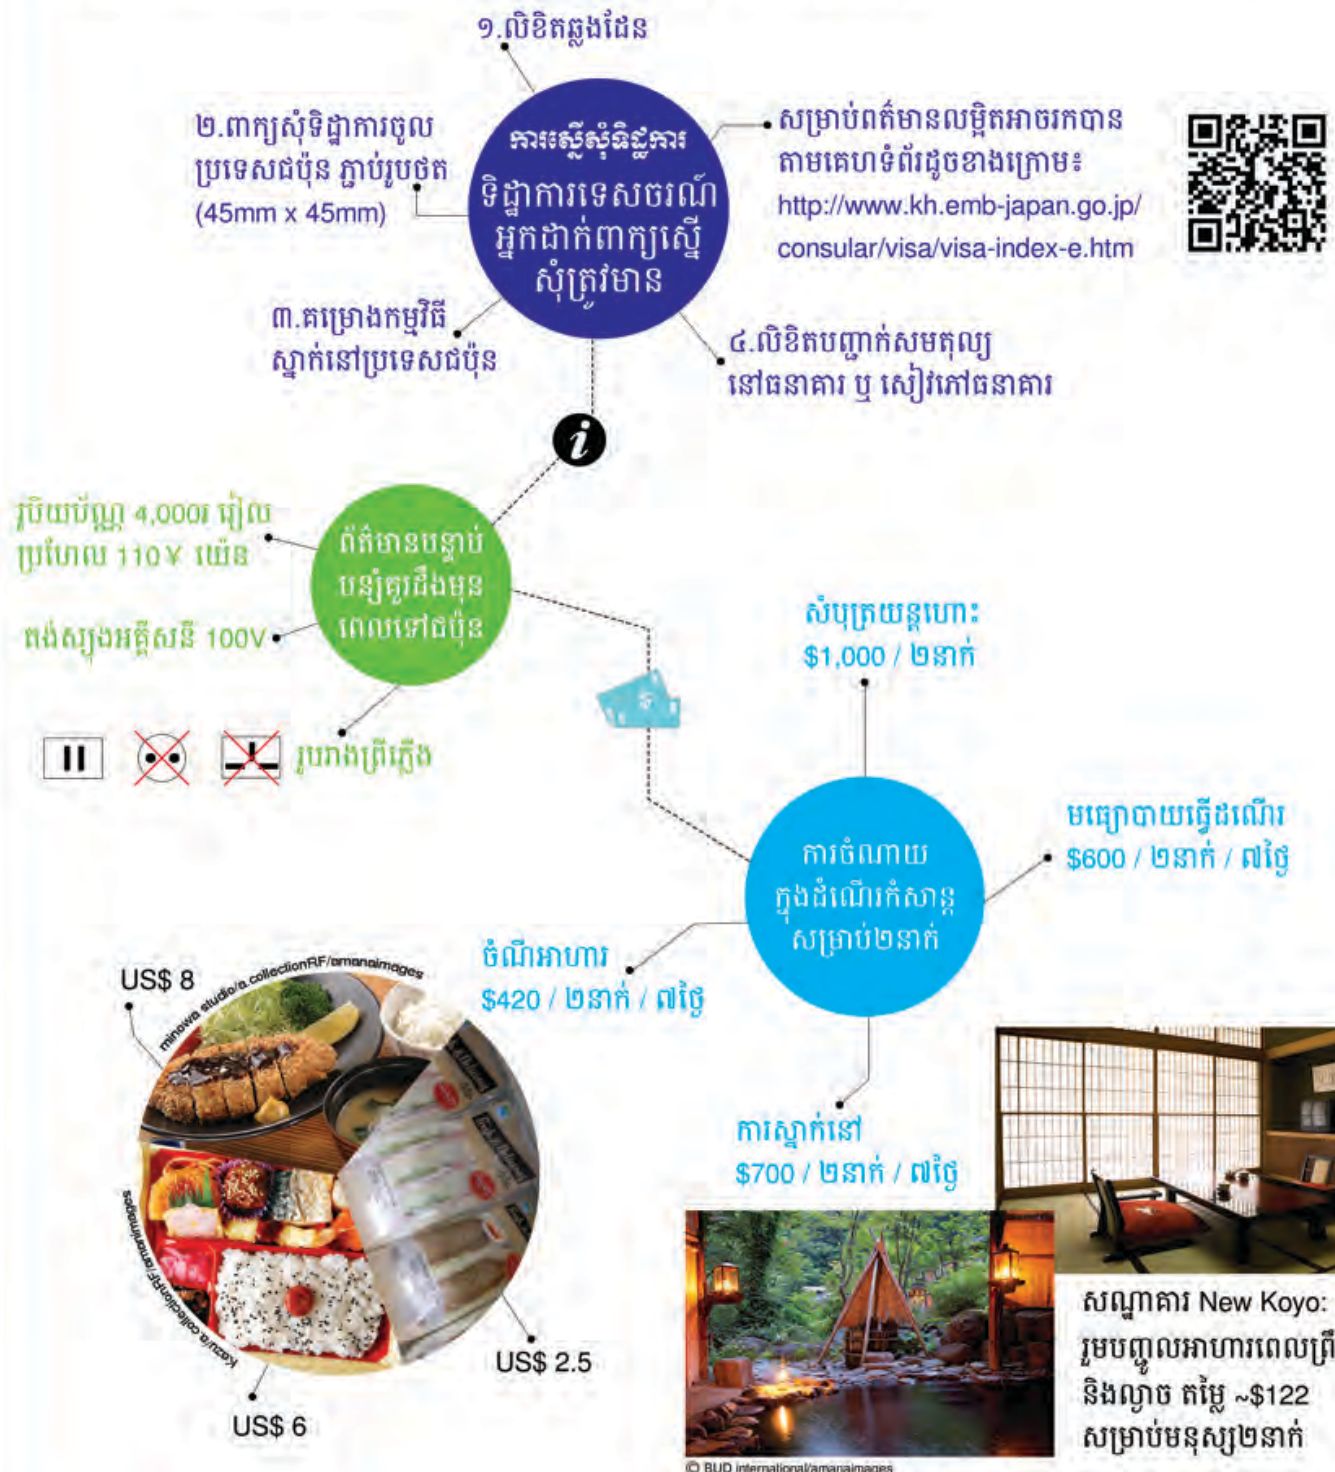 ១.លិខិតឆ្លងដែន
២.ពាក្យសុំទិដ្ឋាការចូល
ប្រទេសជប៉ុន ភ្ជាប់រូបថត
(45mm x 45mm)
ការស្នើសុំទិដ្ឋការ
ទិដ្ឋាការទេសចរណ៍
អ្នកដាក់ពាក្យស្នើ
សុំត្រូវមាន
សម្រាប់ពត៌មានលម្អិតអាចរកបាន
តាមគេហទំព័រដូចខាងក្រោម៖
http://www.kh.emb-japan.go.jp/
consular/visa/visa-index-e.htm
៣.គម្រោងកម្មវិធី
ស្នាក់នៅប្រទេសជប៉ុន
៤.លិខិតបញ្ជាក់សមតុល្យ
នៅធនាគារ ឬ សៀវភៅធនាគារ
i
រូបិយប័ណ្ណ 4,000៛ រៀល
ប្រហែល 110¥ យ៉េន
តង់ស្យុងអគ្គីសនី 100V
រូបរាងព្រីភ្លើង
ព័ត៌មានបន្ទាប់
បន្សំគួរដឹងមុន
ពេលទៅជប៉ុន
សំបុត្រយន្តហោះ
$1,000 / ២នាក់
មធ្យោបាយធ្វើដណើរ
$600 / ២នាក់ / ៧ថ្ងៃ
ការចំណាយ
ក្នុងដំណើរកំសាន្ត
សម្រាប់២នាក់
ចំណីអាហារ
$420 / ២នាក់ / ៧ថ្ងៃ
ការស្នាក់នៅ
$700 / ២នាក់ / ៧ថ្ងៃ
US$ 8
minowa studio/a.collectionRF/amanaimages
Kazu/a.collectionRF/amanaimages
US$ 2.5
US$ 6
សណ្ឋាគារ New Koyo:
រួមបញ្ចូលអាហារពេលព្រឹ
និងល្ងាច តម្លៃ ~$122
សម្រាប់មនុស្ស២នាក់
© BUD international/amanaimages